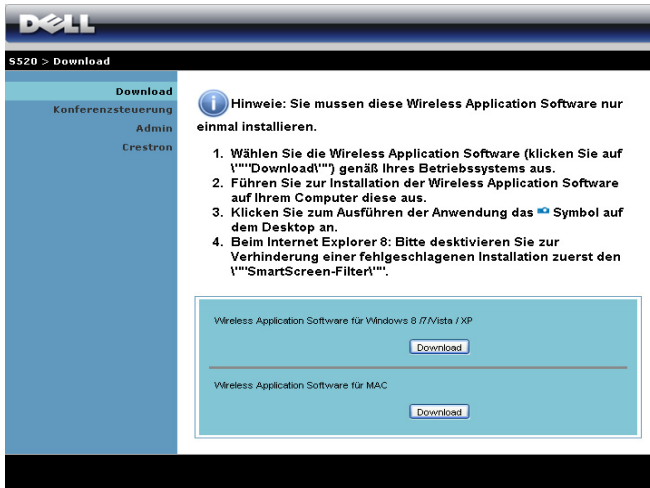 DELL
S520 > Download
Download
Konferenzsteuerung
Admin
Crestron
Hinweie: Sie mussen diese Wireless Application Software nur
einmal installieren.
1. Wählen Sie die Wireless Application Software (klicken Sie auf
\""'Download\""') genäß Ihres Betriebssystems aus.
2. Führen Sie zur Installation der Wireless Application Software
auf Ihrem Computer diese aus.
3. Klicken Sie zum Ausführen der Anwendung das Symbol auf
dem Desktop an.
4. Beim Internet Explorer 8: Bitte desktivieren Sie zur
Verhinderung einer fehlgeschlagenen Installation zuerst den
\""'SmartScreen-Filter\""'.
Wireless Application Software für Windows 8 /7/Vista / XP
Download
Wireless Application Software für MAC
Download